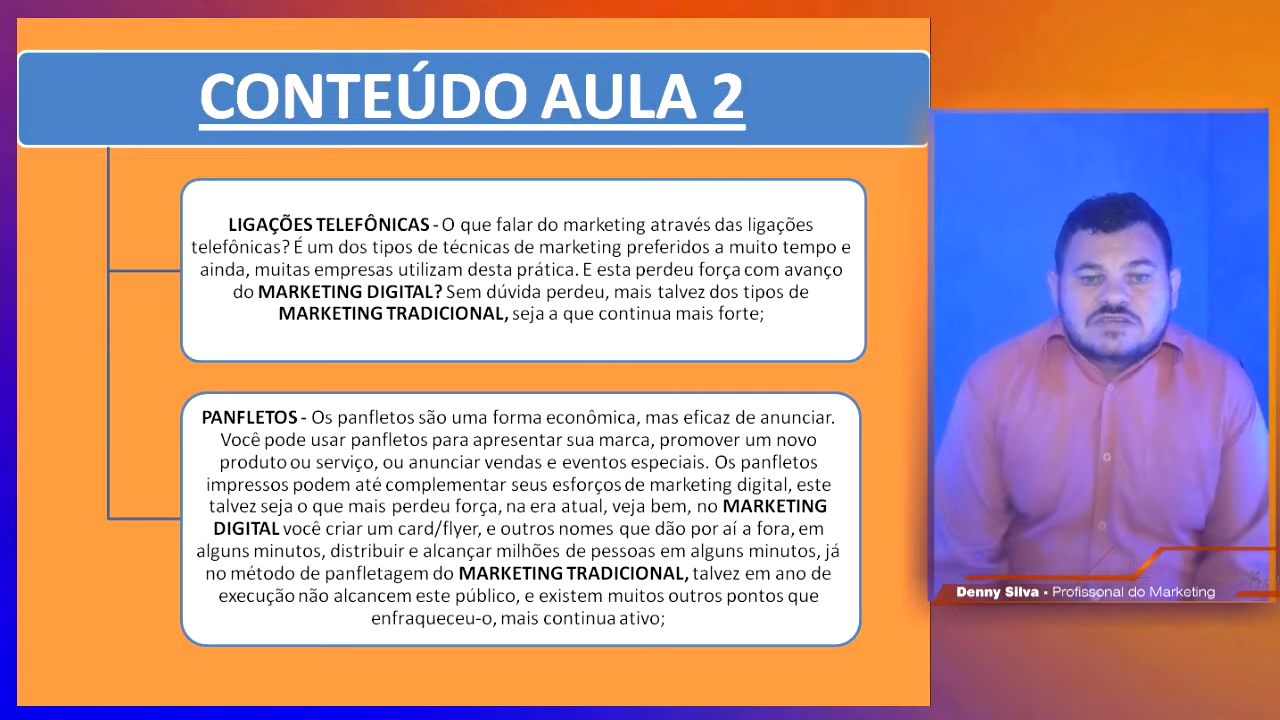 CONTEÚDO AULA 2
LIGAÇÕES TELEFÔNICAS - O que falar do marketing através das ligações
telefônicas? É um dos tipos de técnicas de marketing preferidos a muito tempo e
ainda, muitas empresas utilizam desta prática. E esta perdeu força com avanço
do MARKETING DIGITAL? Sem dúvida perdeu, mais talvez dos tipos de
MARKETING TRADICIONAL, seja a que continua mais forte;
PANFLETOS - Os panfletos são uma forma econômica, mas eficaz de anunciar.
Você pode usar panfletos para apresentar sua marca, promover um novo
produto ou serviço, ou anunciar vendas e eventos especiais. Os panfletos
impressos podem até complementar seus esforços de marketing digital, este
talvez seja o que mais perdeu força, na era atual, veja bem, no MARKETING
DIGITAL você criar um card/flyer, e outros nomes que dão por aí a fora, em
alguns minutos, distribuir e alcançar milhões de pessoas em alguns minutos, já
no método de panfletagem do MARKETING TRADICIONAL, talvez em ano de
execução não alcancem este público, e existem muitos outros pontos que
enfraqueceu-o, mais continua ativo;
Denny Silva • Profissonal do Marketing